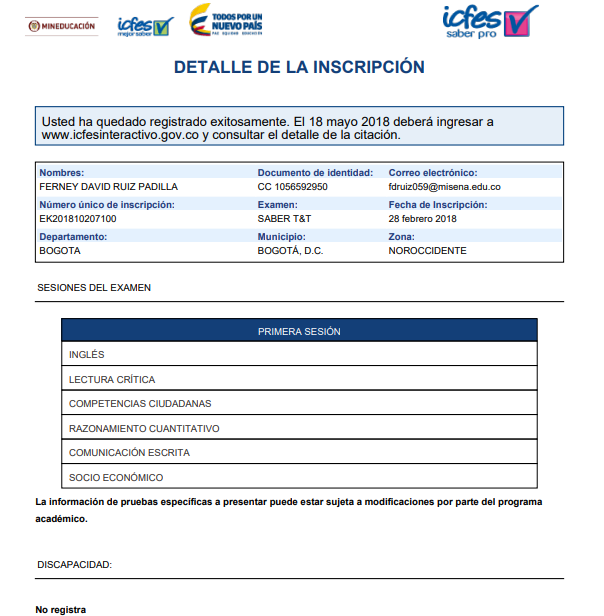 MINEDUCACIÓN
icfes
mejor saber
TODOS POR UN
NUEVO PAÍS
PAZ EQUIDAD EDUCACIÓN
icfes
saber pro
DETALLE DE LA INSCRIPCIÓN
Usted ha quedado registrado exitosamente. El 18 mayo 2018 deberá ingresar a
www.icfesinteractivo.gov.co y consultar el detalle de la citación.
Nombres: Documento de identidad: Correo electrónico:
FERNEY DAVID RUIZ PADILLA CC 1056592950 fdruiz059@misena.edu.co
Número único de inscripción: Examen: Fecha de Inscripción:
EK201810207100 SABER T&T 28 febrero 2018
Departamento: Municipio: Zona:
BOGOTA BOGOTÁ, D.C. NOROCCIDENTE
SESIONES DEL EXAMEN
PRIMERA SESIÓN
INGLÉS
LECTURA CRÍTICA
COMPETENCIAS CIUDADANAS
RAZONAMIENTO CUANTITATIVO
COMUNICACIÓN ESCRITA
SOCIO ECONÓMICO
La información de pruebas específicas a presentar puede estar sujeta a modificaciones por parte del programa
académico.
DISCAPACIDAD:
No registra